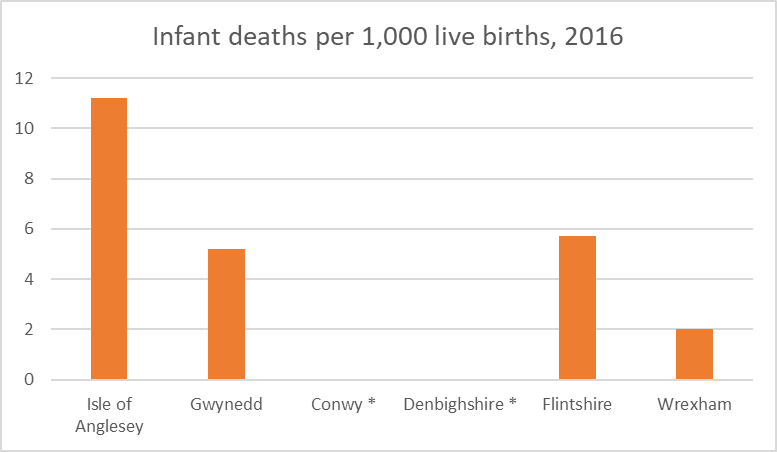 Infant deaths per 1,000 live births, 2016
12
10
8
6
4
2
0
Isle of
Anglesey
Gwynedd
Conwy *
Denbighshire *
Flintshire
Wrexham